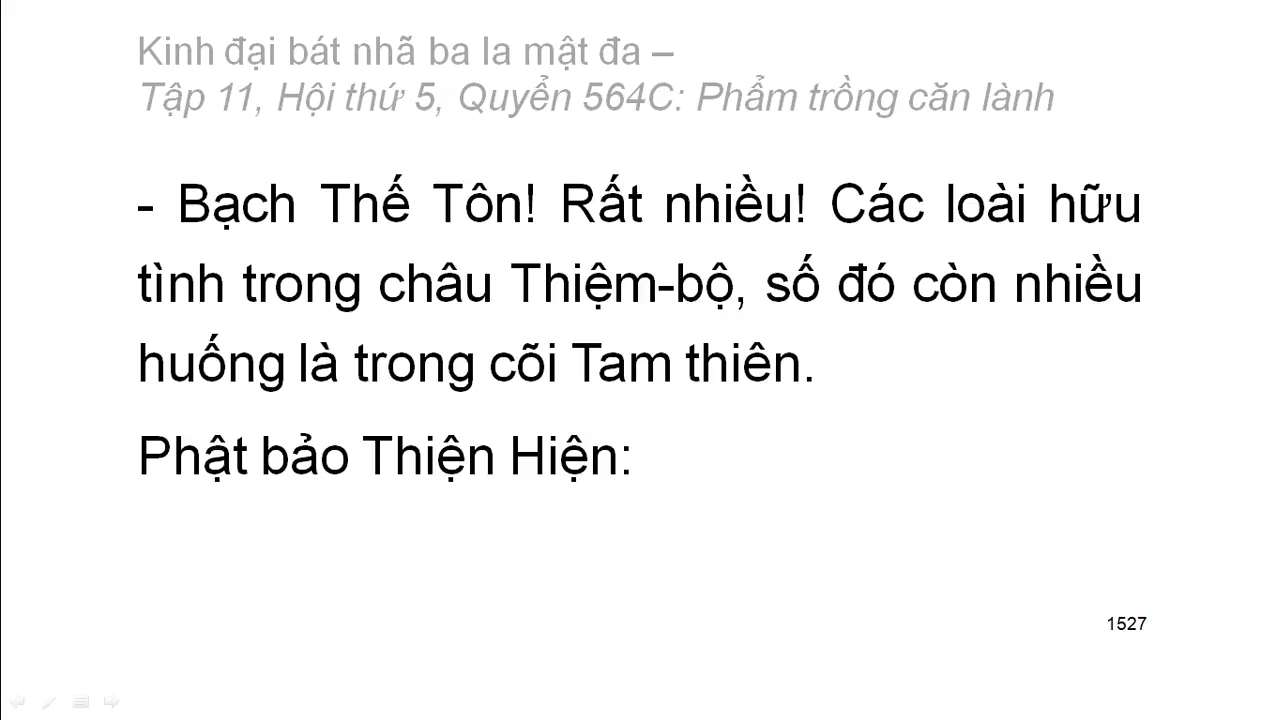 Kinh đại bát nhã ba la mật đa –
Tập 11, Hội thứ 5, Quyển 564C: Phẩm trồng căn lành
- Bạch Thế Tôn! Rất nhiều! Các loài hữu
tình trong châu Thiệm-bộ, số đó còn nhiều
huống là trong cõi Tam thiên.
Phật bảo Thiện Hiện:
1527